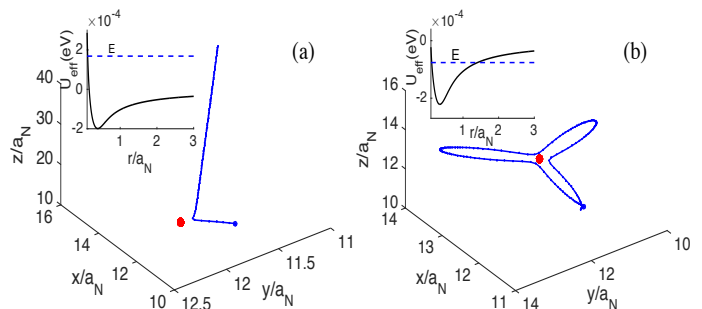 ×10⁻⁴
2
0
-2
U_eff(eV)
E
1
2
3
r/a_N
(a)
40
30
20
10
z/a_N
16
14
12
10
x/a_N
12.5
12
11.5
11
y/a_N
×10⁻⁴
0
-2
U_eff(eV)
E
1
2
3
r/a_N
(b)
16
14
12
10
z/a_N
14
13
12
11
x/a_N
14
12
10
y/a_N